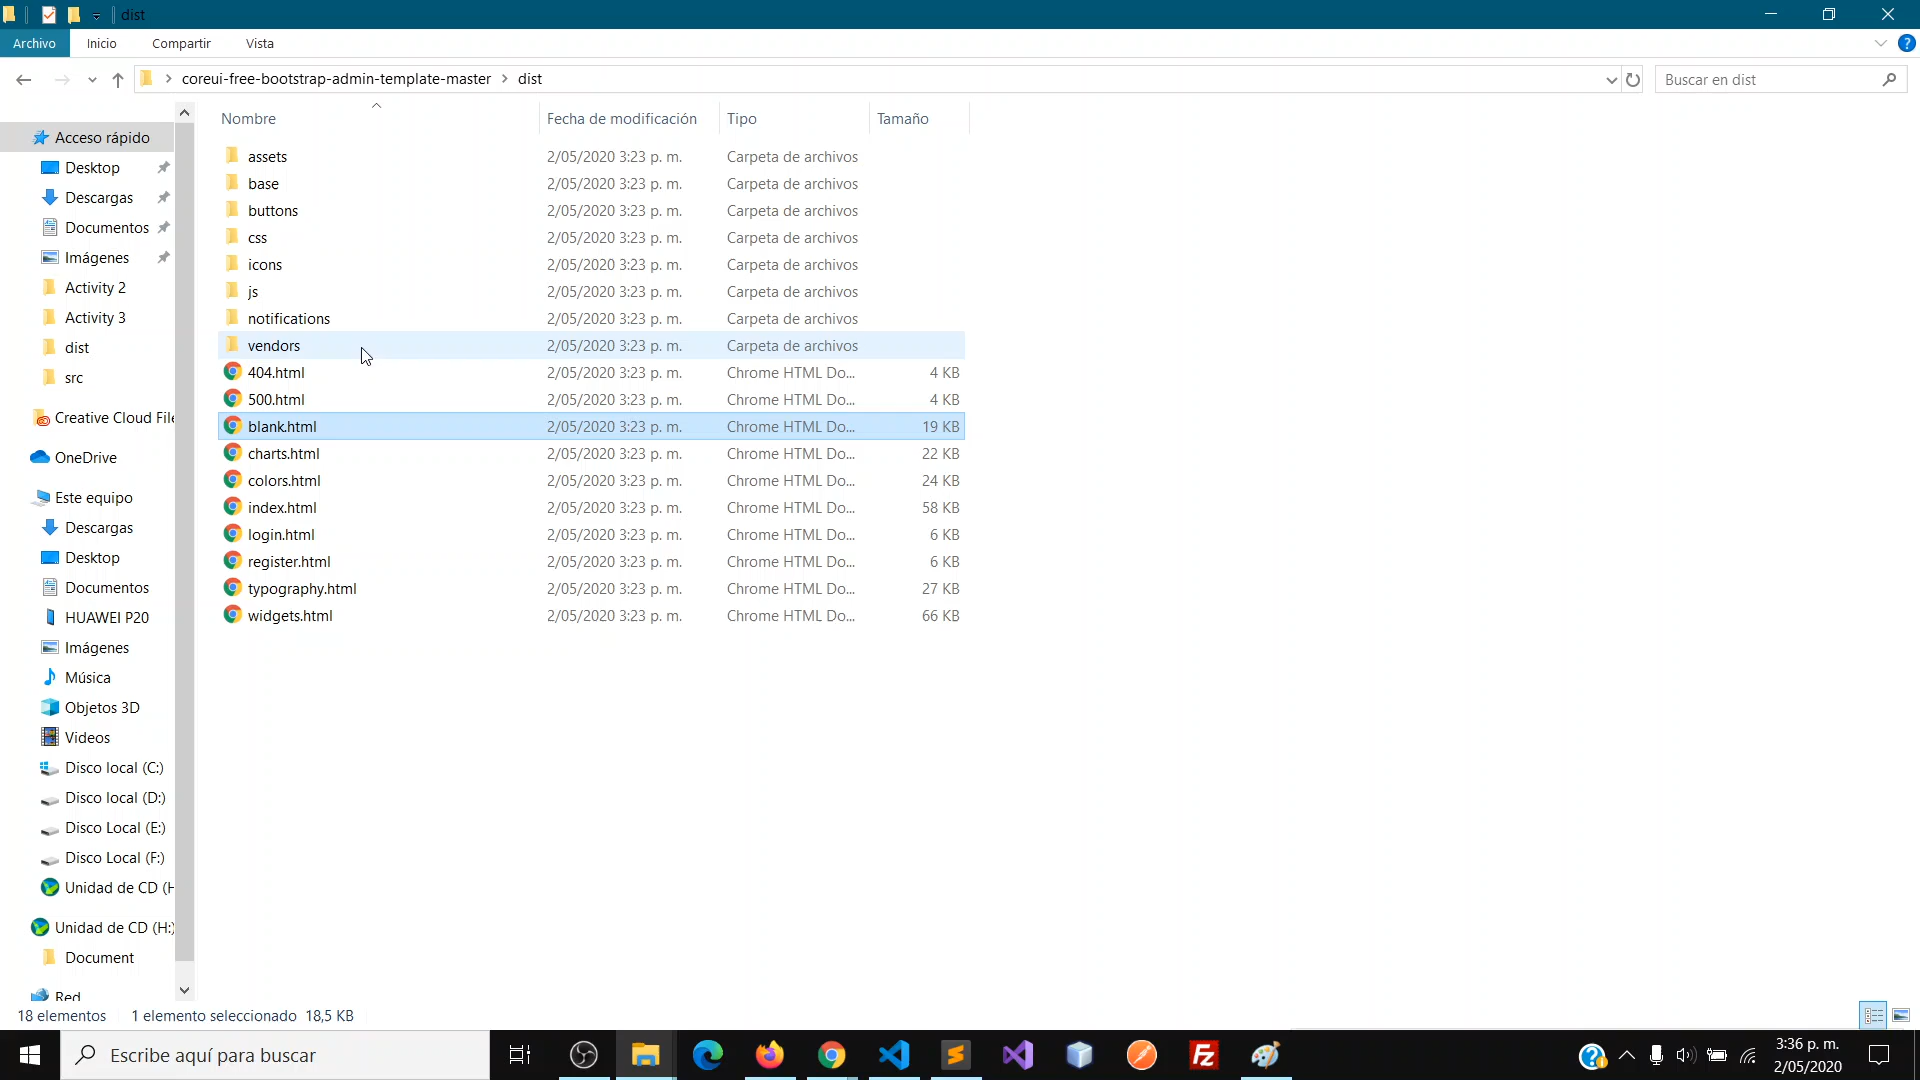 dist
Archivo Inicio Compartir Vista
coreui-free-bootstrap-admin-template-master dist
Buscar en dist
Acceso rápido
Desktop
Descargas
Documentos
Imágenes
Activity 2
Activity 3
dist
src
Creative Cloud File
OneDrive
Este equipo
Descargas
Desktop
Documentos
HUAWEI P20
Imágenes
Música
Objetos 3D
Videos
Disco local (C:)
Disco local (D:)
Disco Local (E:)
Disco Local (F:)
Unidad de CD (H
Unidad de CD (H:)
Document
Red
Nombre Fecha de modificación Tipo Tamaño
assets 2/05/2020 3:23 p. m. Carpeta de archivos
base 2/05/2020 3:23 p. m. Carpeta de archivos
buttons 2/05/2020 3:23 p. m. Carpeta de archivos
css 2/05/2020 3:23 p. m. Carpeta de archivos
icons 2/05/2020 3:23 p. m. Carpeta de archivos
js 2/05/2020 3:23 p. m. Carpeta de archivos
notifications 2/05/2020 3:23 p. m. Carpeta de archivos
vendors 2/05/2020 3:23 p. m. Carpeta de archivos
404.html 2/05/2020 3:23 p. m. Chrome HTML Do... 4 KB
500.html 2/05/2020 3:23 p. m. Chrome HTML Do... 4 KB
blank.html 2/05/2020 3:23 p. m. Chrome HTML Do... 19 KB
charts.html 2/05/2020 3:23 p. m. Chrome HTML Do... 22 KB
colors.html 2/05/2020 3:23 p. m. Chrome HTML Do... 24 KB
index.html 2/05/2020 3:23 p. m. Chrome HTML Do... 58 KB
login.html 2/05/2020 3:23 p. m. Chrome HTML Do... 6 KB
register.html 2/05/2020 3:23 p. m. Chrome HTML Do... 6 KB
typography.html 2/05/2020 3:23 p. m. Chrome HTML Do... 27 KB
widgets.html 2/05/2020 3:23 p. m. Chrome HTML Do... 66 KB
18 elementos 1 elemento seleccionado 18,5 KB
Escribe aquí para buscar
3:36 p. m.
2/05/2020